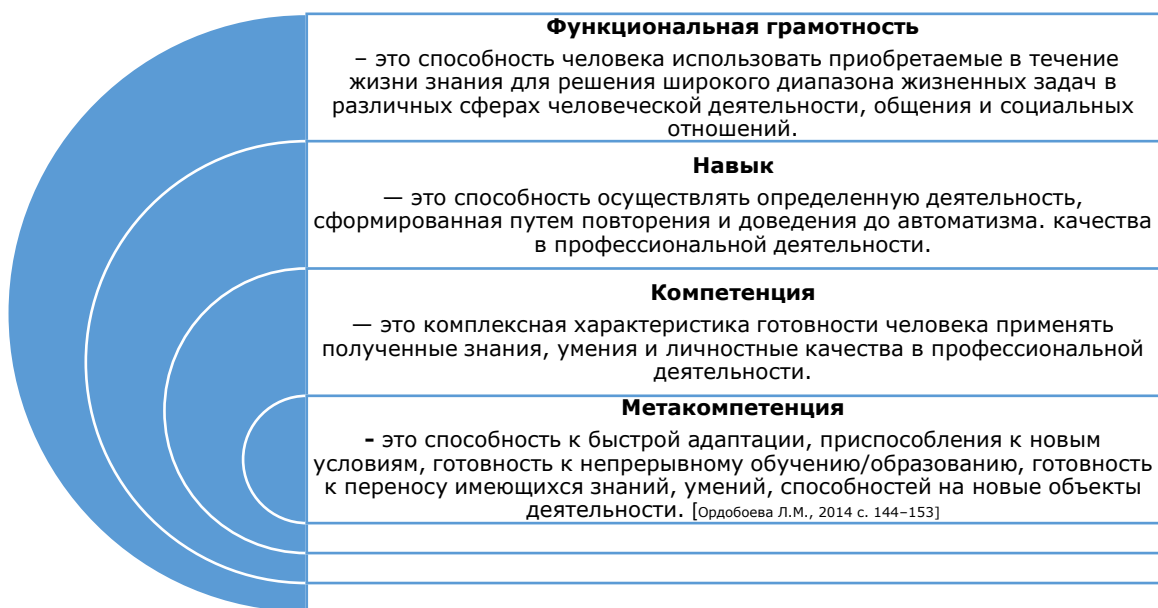 Функциональная грамотность
– это способность человека использовать приобретаемые в течение
жизни знания для решения широкого диапазона жизненных задач в
различных сферах человеческой деятельности, общения и социальных
отношений.
Навык
— это способность осуществлять определенную деятельность,
сформированная путем повторения и доведения до автоматизма. качества
в профессиональной деятельности.
Компетенция
— это комплексная характеристика готовности человека применять
полученные знания, умения и личностные качества в профессиональной
деятельности.
Метакомпетенция
- это способность к быстрой адаптации, приспособления к новым
условиям, готовность к непрерывному обучению/образованию, готовность
к переносу имеющихся знаний, умений, способностей на новые объекты
деятельности. [Ордобоева Л.М., 2014 с. 144–153]